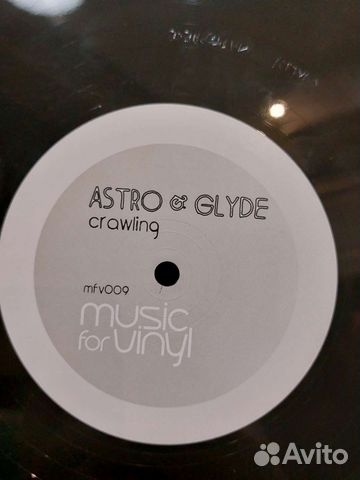 ASTRO & GLYDE
crawling
mfv009
music
for vinyl
Avito